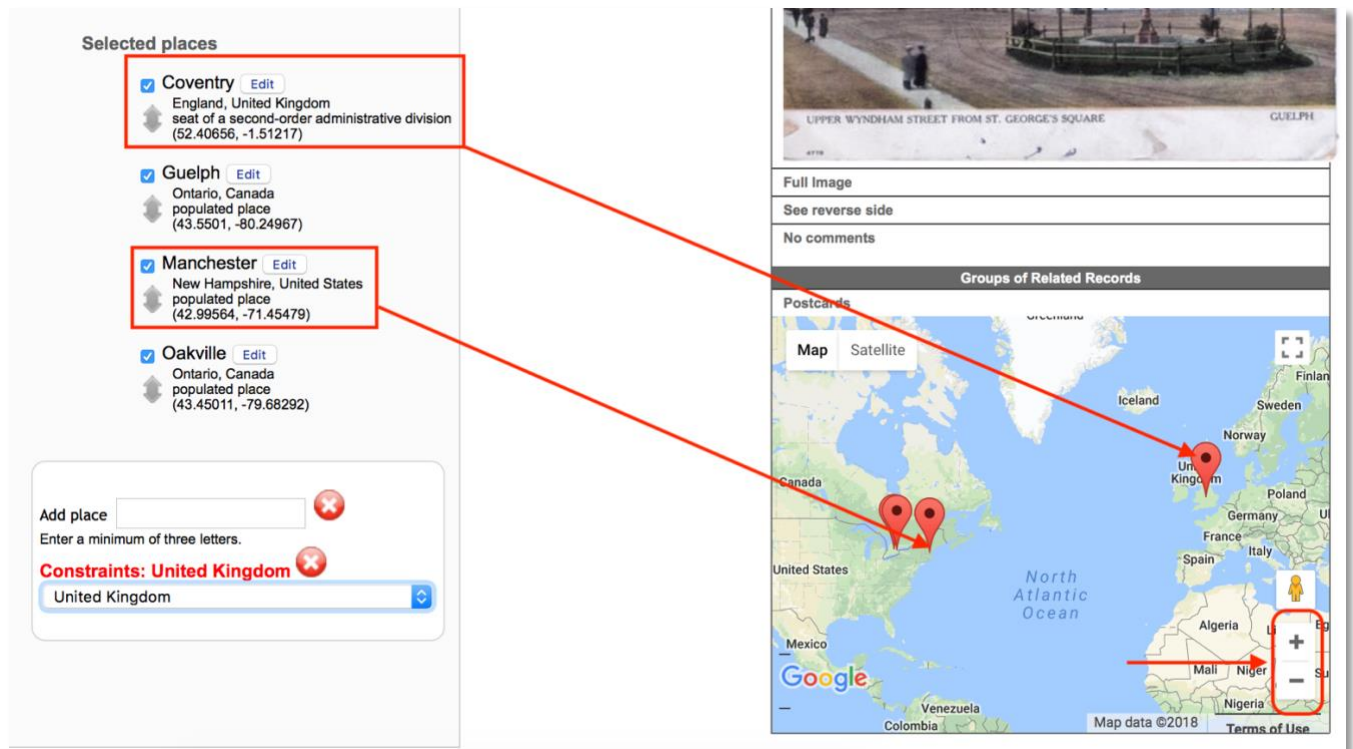 Selected places
Coventry Edit
England, United Kingdom
seat of a second-order administrative division
(52.40656, -1.51217)
Guelph Edit
Ontario, Canada
populated place
(43.5501, -80.24967)
Manchester Edit
New Hampshire, United States
populated place
(42.99564, -71.45479)
Oakville Edit
Ontario, Canada
populated place
(43.45011, -79.68292)
Add place
Enter a minimum of three letters.
Constraints: United Kingdom
United Kingdom
UPPER WYNDHAM STREET FROM ST. GEORGE'S SQUARE GUELPH
Full Image
See reverse side
No comments
Groups of Related Records
Postcards
Greenland
Map Satellite
Finlan
Iceland
Sweden
Norway
Un
Kingdom
Canada
Poland
Germany
U
France
Italy
Spain
United States
North
Atlantic
Ocean
Algeria
L
Eg
+
Mexico
Mali Niger
Su
−
Google
Nigeria
Venezuela
Colombia
Map data ©2018 Terms of Use